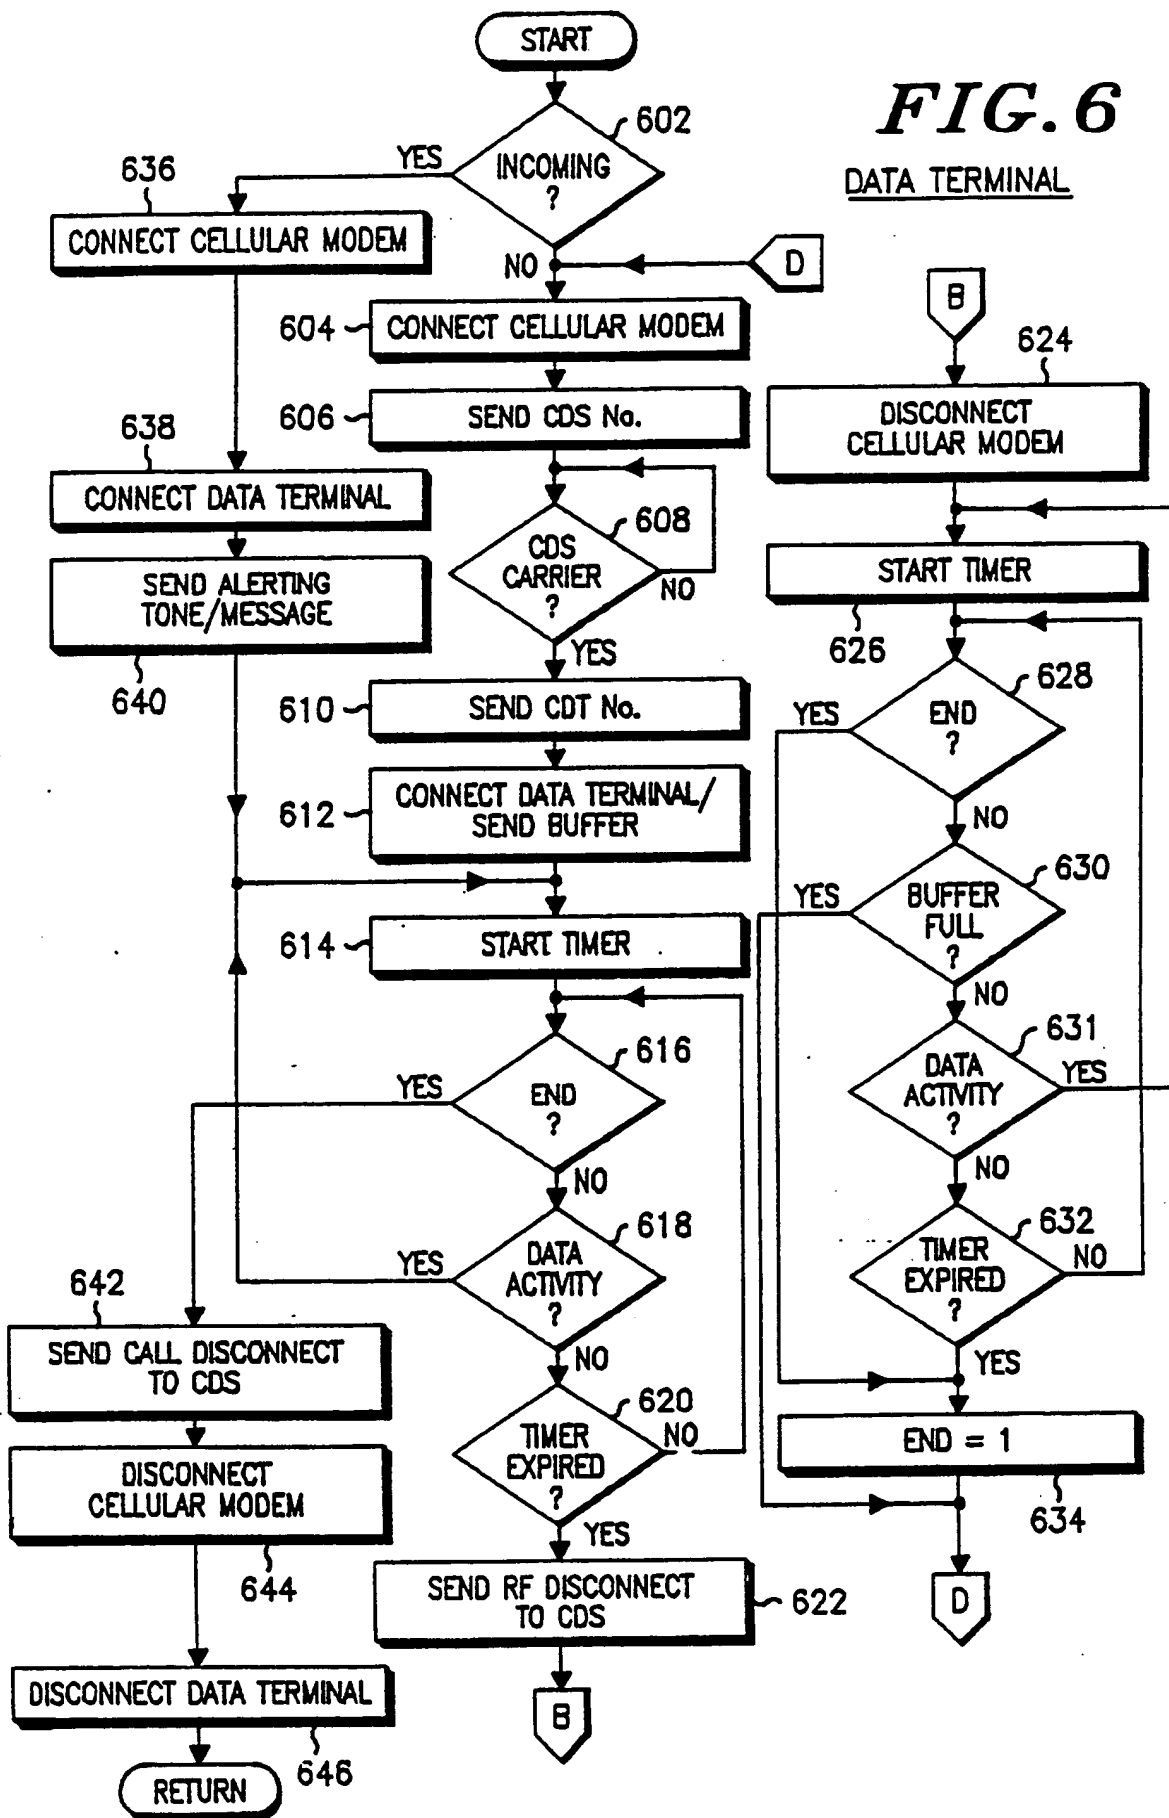 START
FIG. 6
DATA TERMINAL
602
INCOMING
?
YES
NO
D
636
CONNECT CELLULAR MODEM
604
CONNECT CELLULAR MODEM
606
SEND CDS No.
638
CONNECT DATA TERMINAL
SEND ALERTING
TONE/MESSAGE
640
608
CDS
CARRIER
?
NO
YES
610
SEND CDT No.
612
CONNECT DATA TERMINAL/
SEND BUFFER
614
START TIMER
616
END
?
YES
NO
618
DATA
ACTIVITY
?
YES
NO
620
TIMER
EXPIRED
?
NO
YES
SEND RF DISCONNECT
TO CDS
622
B
642
SEND CALL DISCONNECT
TO CDS
DISCONNECT
CELLULAR MODEM
644
DISCONNECT DATA TERMINAL
646
RETURN
B
624
DISCONNECT
CELLULAR MODEM
START TIMER
626
628
END
?
YES
NO
630
BUFFER
FULL
?
YES
NO
631
DATA
ACTIVITY
?
YES
NO
632
TIMER
EXPIRED
?
NO
YES
END = 1
634
D